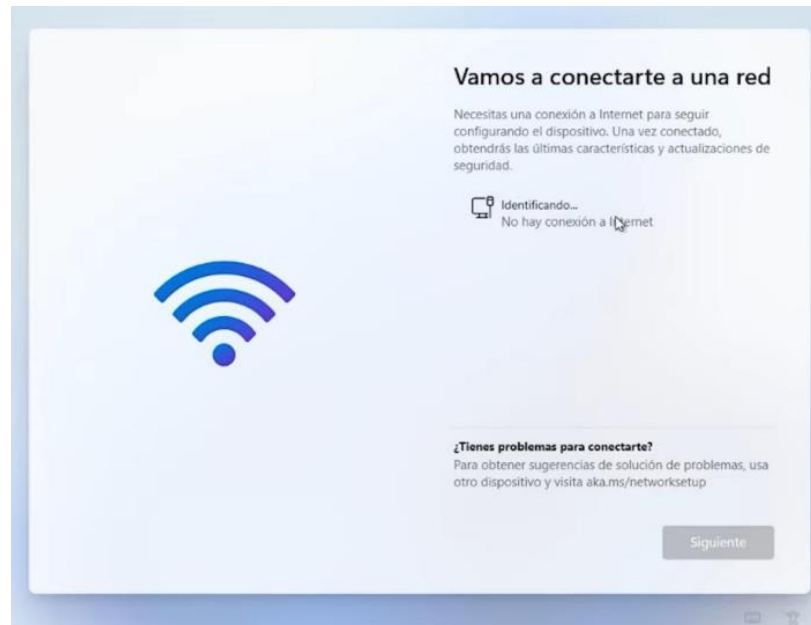 Vamos a conectarte a una red
Necesitas una conexión a Internet para seguir
configurando el dispositivo. Una vez conectado,
obtendrás las últimas características y actualizaciones de
seguridad.
Identificando...
No hay conexión a Internet
¿Tienes problemas para conectarte?
Para obtener sugerencias de solución de problemas, usa
otro dispositivo y visita aka.ms/networksetup
Siguiente